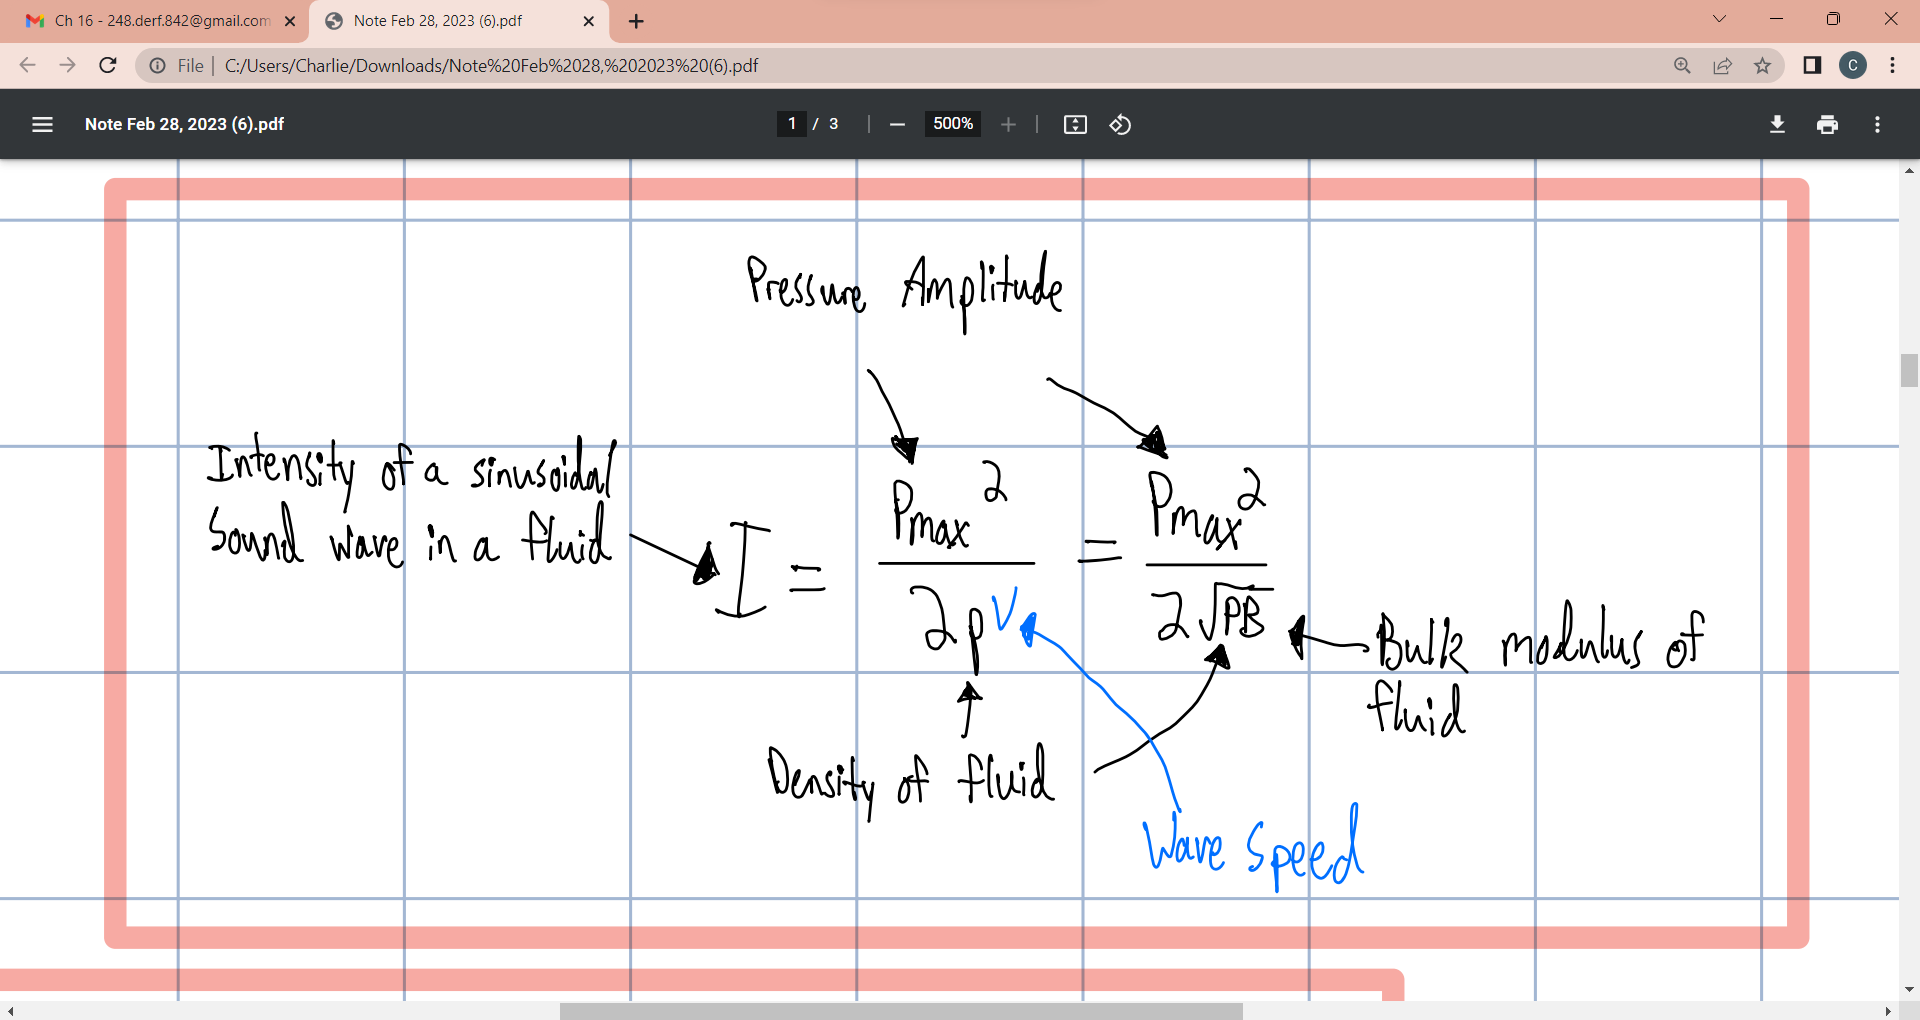 Ch 16 - 248.derf.842@gmail.com
Note Feb 28, 2023 (6).pdf
File | C:/Users/Charlie/Downloads/Note%20Feb%2028,%202023%20(6).pdf
C
Note Feb 28, 2023 (6).pdf
1 / 3
500%
Pressure Amplitude
Intensity of a sinusoidal
Sound wave in a fluid
I = Pmax² / 2pV = Pmax² / 2√PB
Bulk modulus of
fluid
Density of fluid
Wave Speed